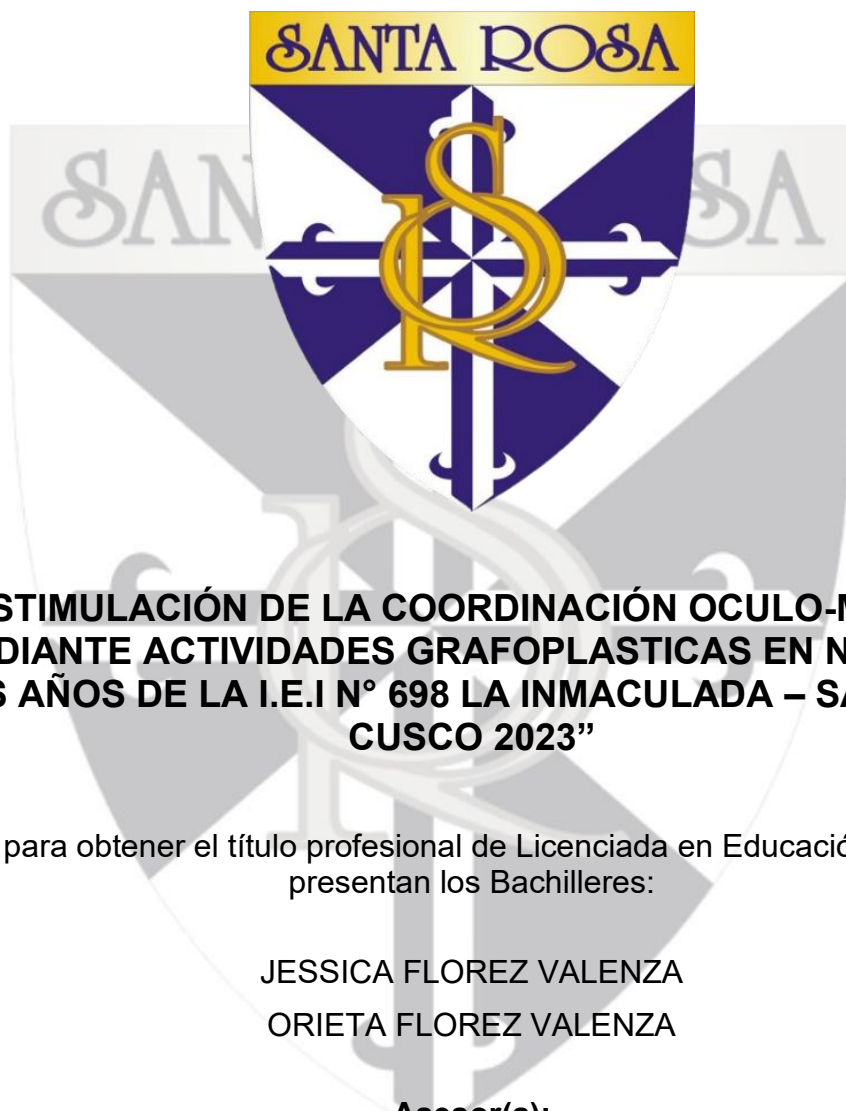 SANTA ROSA
STIMULACIÓN DE LA COORDINACIÓN OCULO-M
DIANTE ACTIVIDADES GRAFOPLASTICAS EN N
S AÑOS DE LA I.E.I N° 698 LA INMACULADA – SA
CUSCO 2023”
para obtener el título profesional de Licenciada en Educació
presentan los Bachilleres:
JESSICA FLOREZ VALENZA
ORIETA FLOREZ VALENZA
Asesor(a):